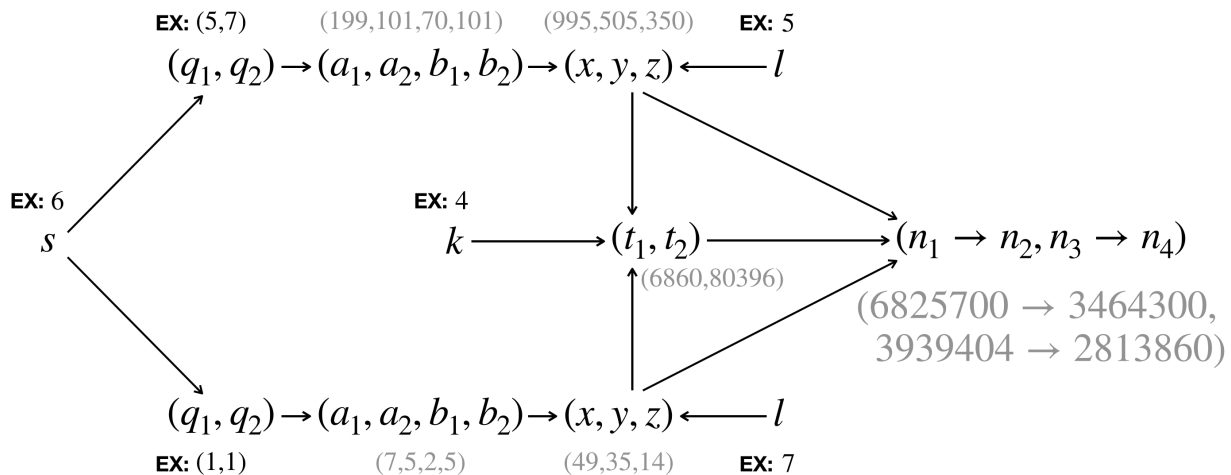 EX: (5,7) (199,101,70,101) (995,505,350) EX: 5
(q₁, q₂) → (a₁, a₂, b₁, b₂) → (x, y, z) ← l
EX: 6 EX: 4
s k → (t₁, t₂) → (n₁ → n₂, n₃ → n₄)
(6860,80396)
(6825700 → 3464300,
3939404 → 2813860)
(q₁, q₂) → (a₁, a₂, b₁, b₂) → (x, y, z) ← l
EX: (1,1) (7,5,2,5) (49,35,14) EX: 7